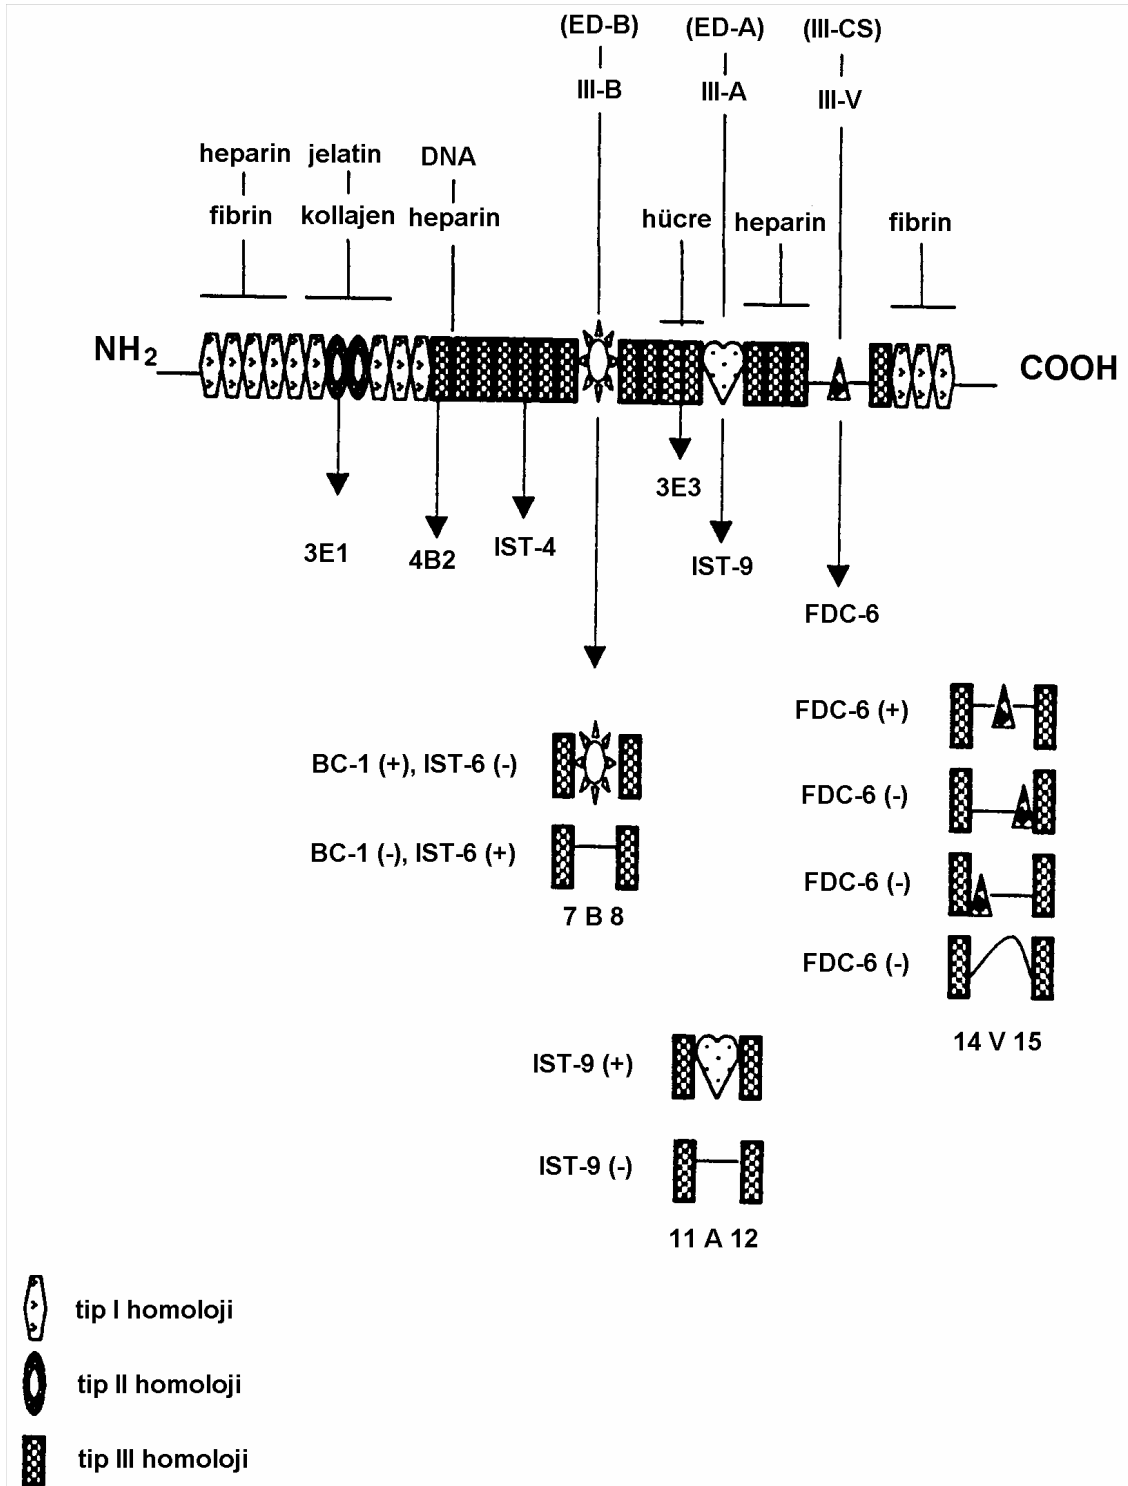 (ED-B) (ED-A) (III-CS)
III-B III-A III-V
heparin jelatin DNA
fibrin kollajen heparin hücre heparin fibrin
NH2 COOH
3E1 4B2 IST-4 3E3 IST-9 FDC-6
FDC-6 (+)
BC-1 (+), IST-6 (-)
FDC-6 (-)
BC-1 (-), IST-6 (+)
FDC-6 (-)
7 B 8
FDC-6 (-)
14 V 15
IST-9 (+)
IST-9 (-)
11 A 12
tip I homoloji
tip II homoloji
tip III homoloji